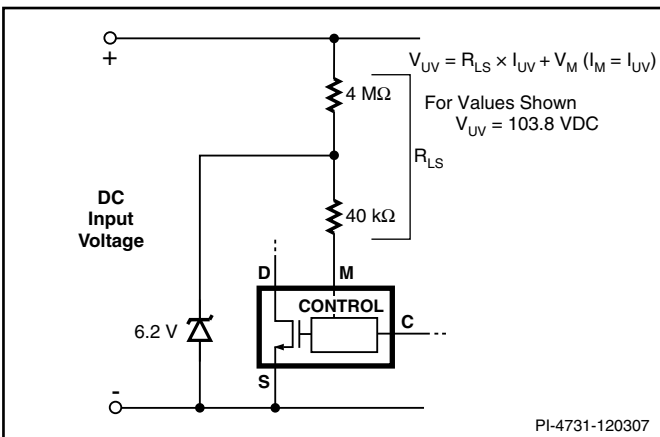 +
V_UV = R_LS × I_UV + V_M (I_M = I_UV)
4 MΩ
For Values Shown
V_UV = 103.8 VDC
R_LS
DC
Input
Voltage
40 kΩ
D
M
CONTROL
C
6.2 V
S
-
PI-4731-120307